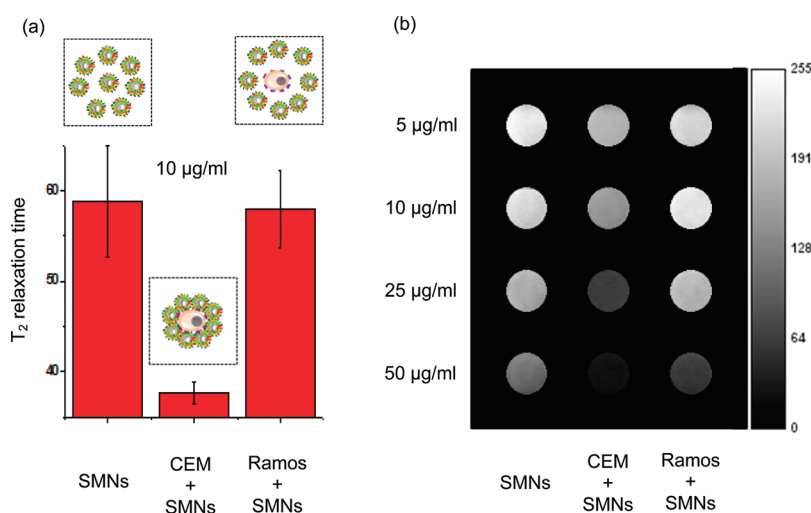 (a)
10 µg/ml
60
50
40
T2 relaxation time
SMNs
CEM
+
SMNs
Ramos
+
SMNs
(b)
5 µg/ml
10 µg/ml
25 µg/ml
50 µg/ml
255
191
128
64
0
SMNs
CEM
+
SMNs
Ramos
+
SMNs